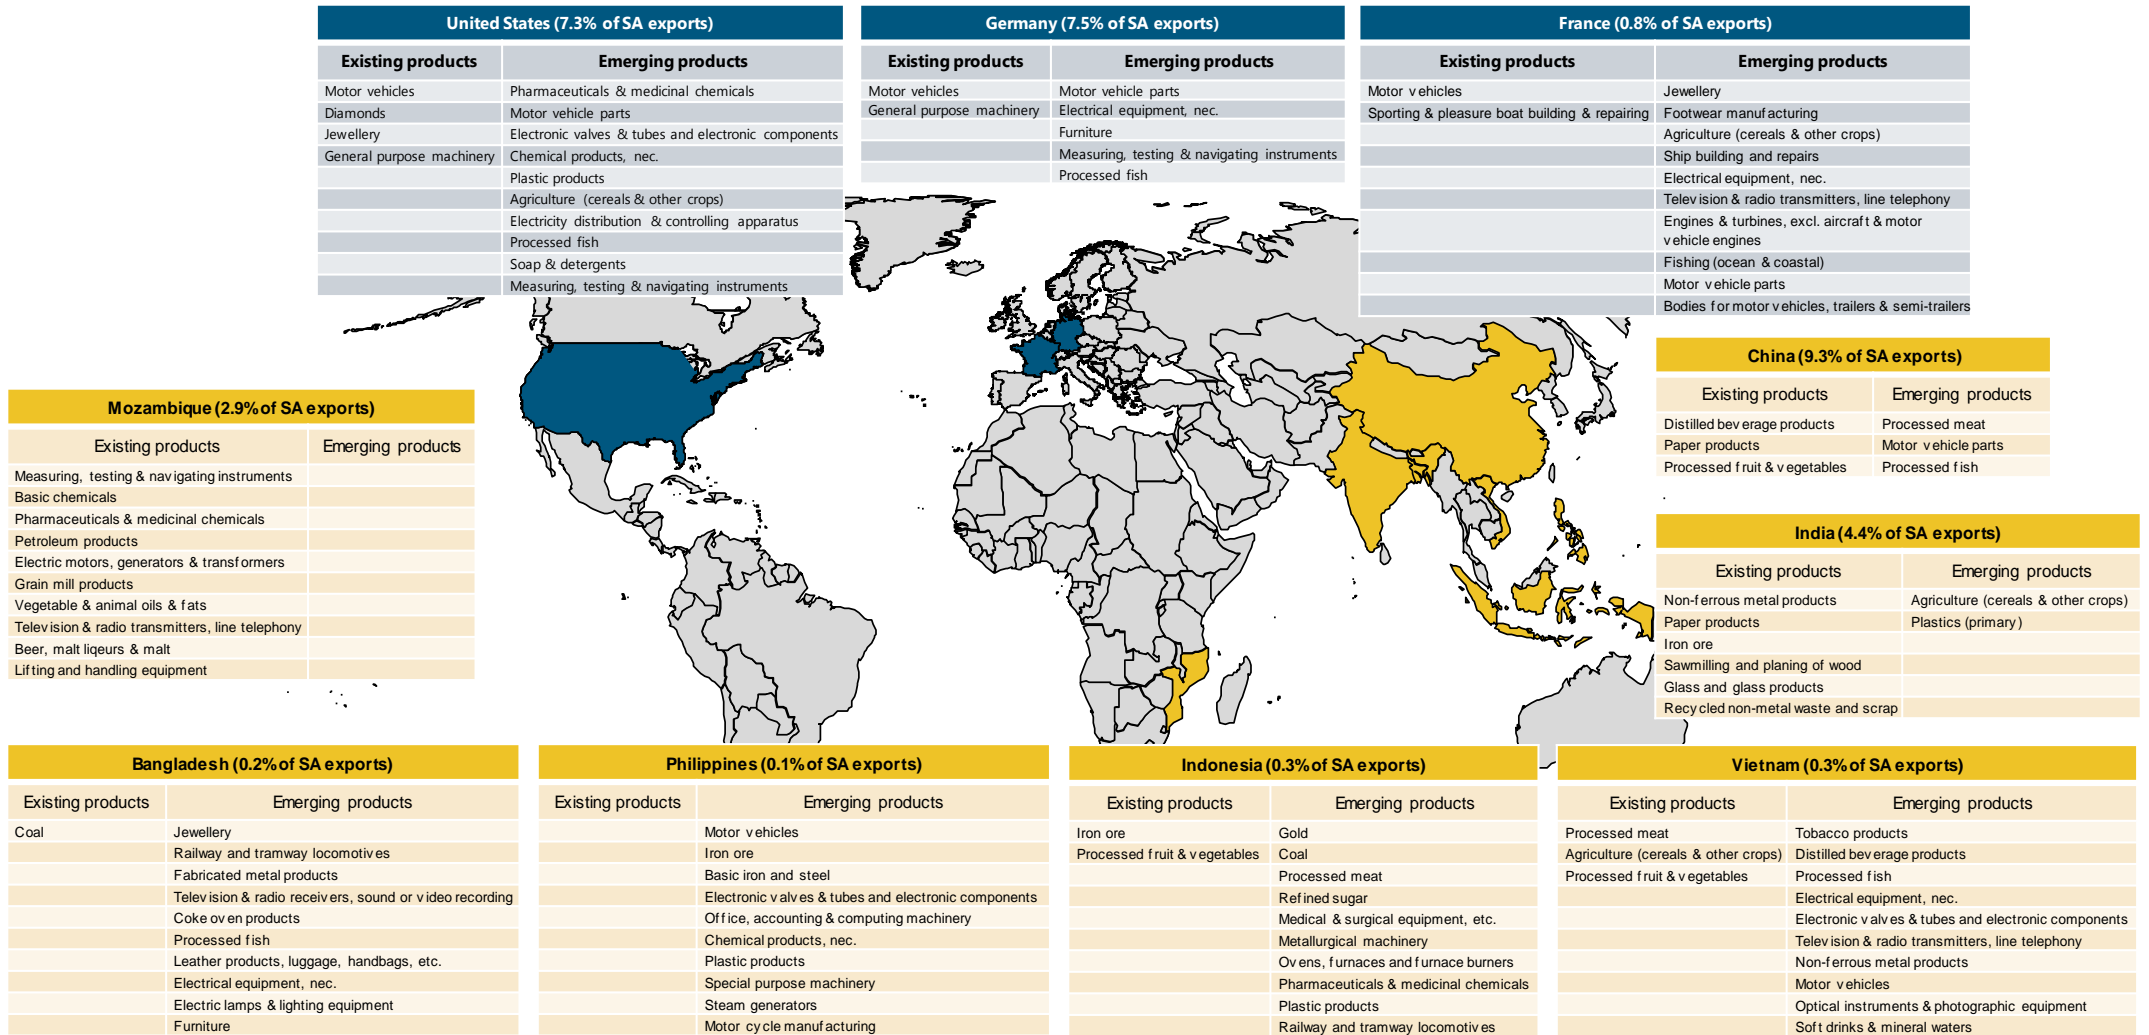 United States (7.3% of SA exports)
Existing products Emerging products
Motor vehicles Pharmaceuticals & medicinal chemicals
Diamonds Motor vehicle parts
Jewellery Electronic valves & tubes and electronic components
General purpose machinery Chemical products, nec.
Plastic products
Agriculture (cereals & other crops)
Electricity distribution & controlling apparatus
Processed fish
Soap & detergents
Measuring, testing & navigating instruments
Germany (7.5% of SA exports)
Existing products Emerging products
Motor vehicles Motor vehicle parts
General purpose machinery Electrical equipment, nec.
Furniture
Measuring, testing & navigating instruments
Processed fish
France (0.8% of SA exports)
Existing products Emerging products
Motor vehicles Jewellery
Sporting & pleasure boat building & repairing Footwear manufacturing
Agriculture (cereals & other crops)
Ship building and repairs
Electrical equipment, nec.
Television & radio transmitters, line telephony
Engines & turbines, excl. aircraft & motor
vehicle engines
Fishing (ocean & coastal)
Motor vehicle parts
Bodies for motor vehicles, trailers & semi-trailers
China (9.3% of SA exports)
Existing products Emerging products
Distilled beverage products Processed meat
Paper products Motor vehicle parts
Processed fruit & vegetables Processed fish
Mozambique (2.9% of SA exports)
Existing products Emerging products
Measuring, testing & navigating instruments
Basic chemicals
Pharmaceuticals & medicinal chemicals
Petroleum products
Electric motors, generators & transformers
Grain mill products
Vegetable & animal oils & fats
Television & radio transmitters, line telephony
Beer, malt liqeurs & malt
Lifting and handling equipment
India (4.4% of SA exports)
Existing products Emerging products
Non-ferrous metal products Agriculture (cereals & other crops)
Paper products Plastics (primary)
Iron ore
Sawmilling and planing of wood
Glass and glass products
Recycled non-metal waste and scrap
Bangladesh (0.2% of SA exports)
Existing products Emerging products
Coal Jewellery
Railway and tramway locomotives
Fabricated metal products
Television & radio receivers, sound or video recording
Coke oven products
Processed fish
Leather products, luggage, handbags, etc.
Electrical equipment, nec.
Electric lamps & lighting equipment
Furniture
Philippines (0.1% of SA exports)
Existing products Emerging products
Motor vehicles
Iron ore
Basic iron and steel
Electronic valves & tubes and electronic components
Office, accounting & computing machinery
Chemical products, nec.
Plastic products
Special purpose machinery
Steam generators
Motor cycle manufacturing
Indonesia (0.3% of SA exports)
Existing products Emerging products
Iron ore Gold
Processed fruit & vegetables Coal
Processed meat
Refined sugar
Medical & surgical equipment, etc.
Metallurgical machinery
Ovens, furnaces and furnace burners
Pharmaceuticals & medicinal chemicals
Plastic products
Railway and tramway locomotives
Vietnam (0.3% of SA exports)
Existing products Emerging products
Processed meat Tobacco products
Agriculture (cereals & other crops) Distilled beverage products
Processed fruit & vegetables Processed fish
Electrical equipment, nec.
Electronic valves & tubes and electronic components
Television & radio transmitters, line telephony
Non-ferrous metal products
Motor vehicles
Optical instruments & photographic equipment
Soft drinks & mineral waters